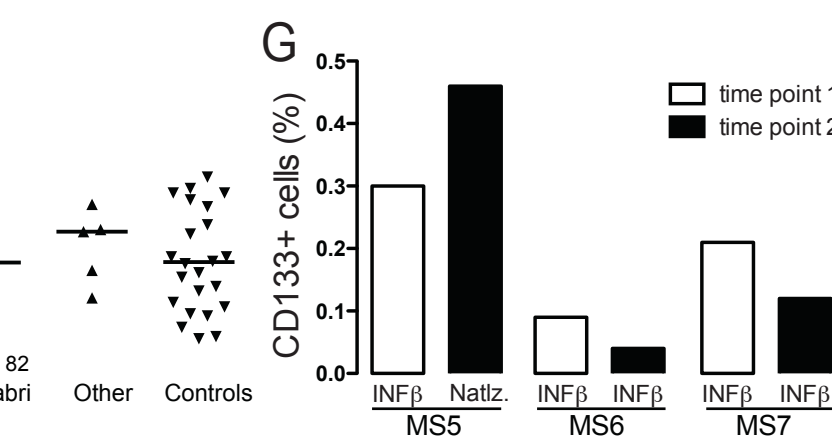 G
CD133+ cells (%)
0.5
0.4
0.3
0.2
0.1
0.0
time point 1
time point 2
82
abri
Other
Controls
INFβ Natlz. INFβ INFβ INFβ INFβ
MS5 MS6 MS7